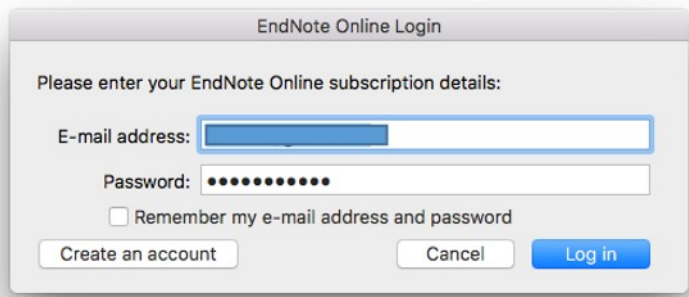 EndNote Online Login
Please enter your EndNote Online subscription details:
E-mail address:
Password: •••••••••••
Remember my e-mail address and password
Create an account Cancel Log in